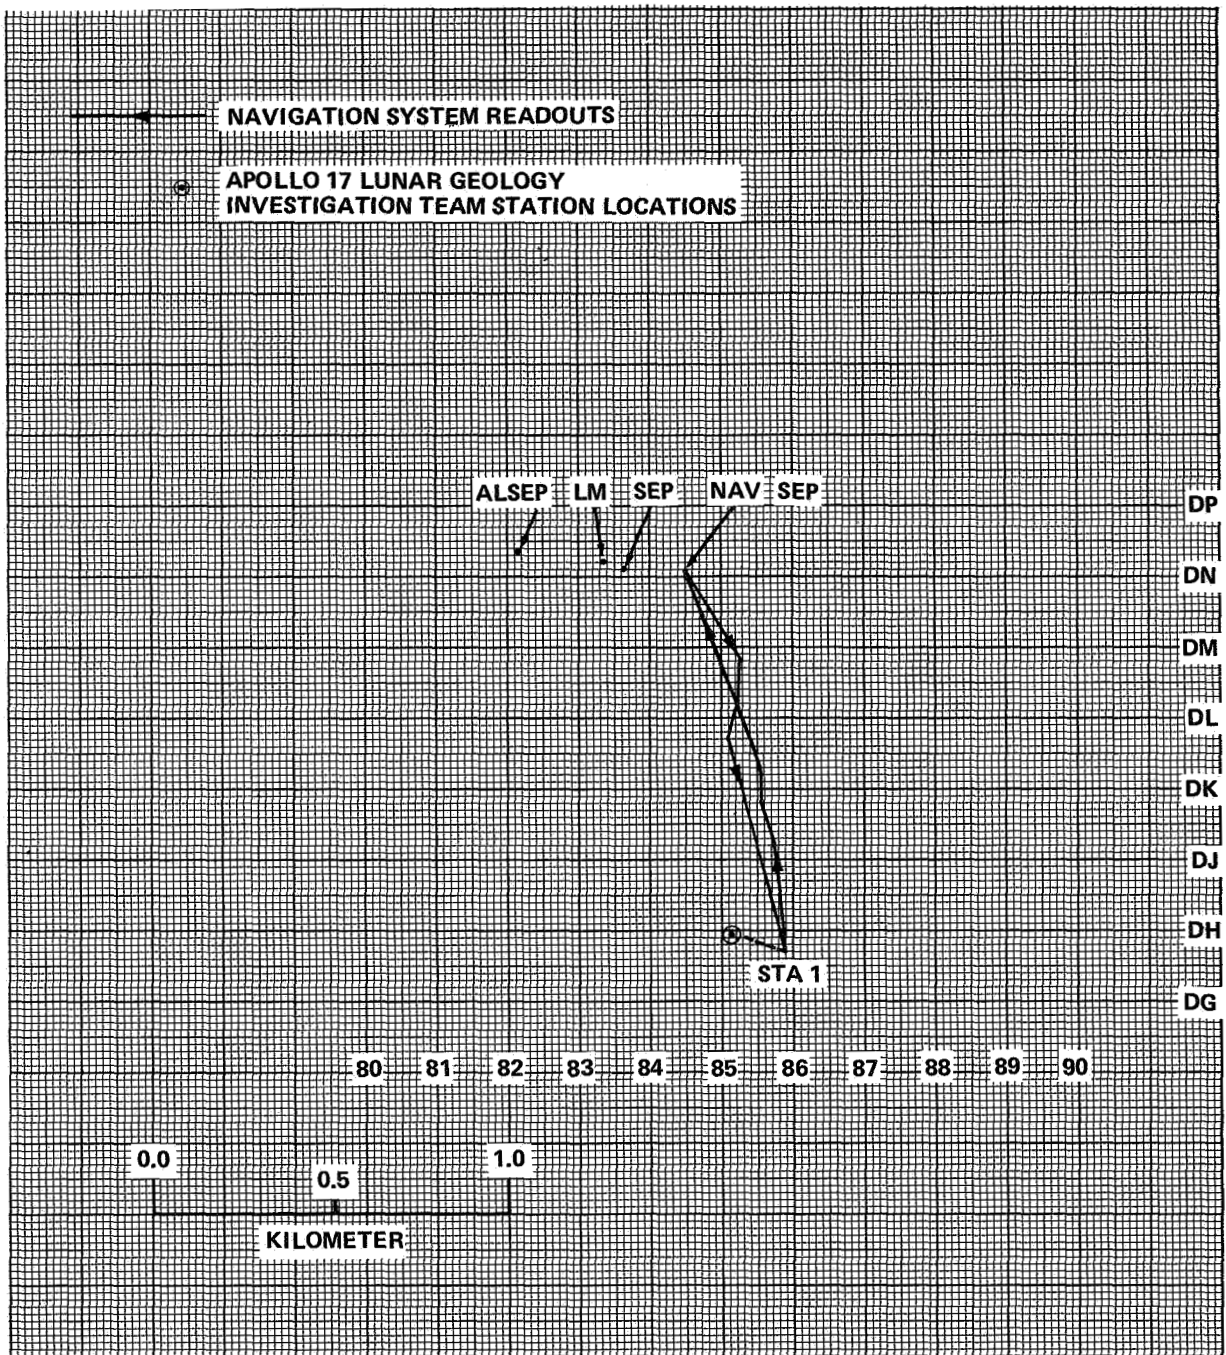 NAVIGATION SYSTEM READOUTS
APOLLO 17 LUNAR GEOLOGY
INVESTIGATION TEAM STATION LOCATIONS
ALSEP LM SEP NAV SEP
DP
DN
DM
DL
DK
DJ
DH
STA 1
DG
80 81 82 83 84 85 86 87 88 89 90
0.0 0.5 1.0
KILOMETER